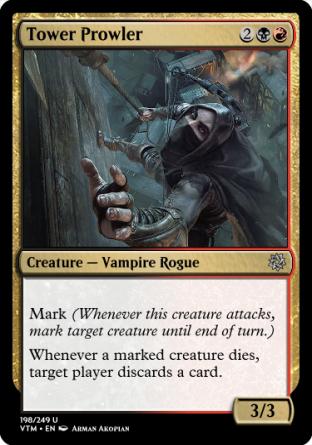 Tower Prowler 2
Creature — Vampire Rogue
Mark (Whenever this creature attacks,
mark target creature until end of turn.)
Whenever a marked creature dies,
target player discards a card.
3/3
198/249 U
VTM • EN Arman Akopian